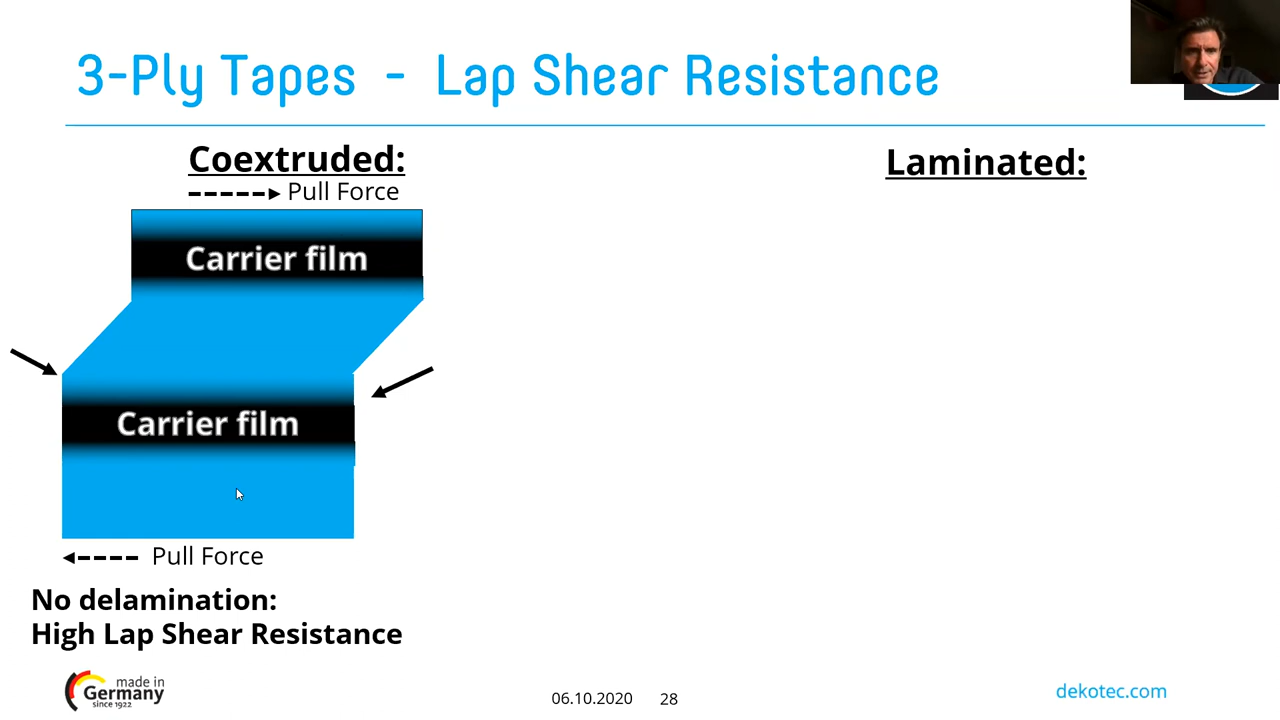 3-Ply Tapes - Lap Shear Resistance
Coextruded:
Pull Force
Carrier film
Carrier film
Pull Force
No delamination:
High Lap Shear Resistance
Laminated:
made in
Germany
since 1922
06.10.2020 28
dekotec.com